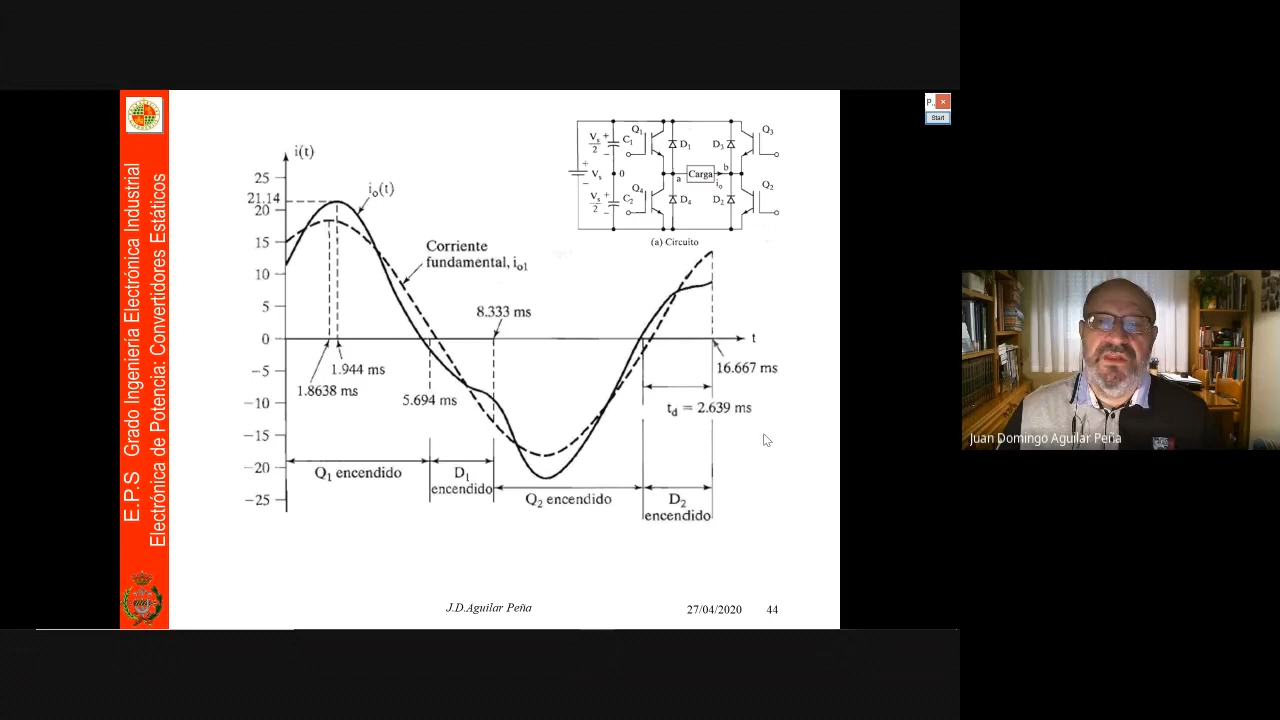 E.P.S Grado Ingeniería Electrónica Industrial
Electrónica de Potencia: Convertidores Estáticos
i(t)
25
21.14
20
15
10
5
0
−5
−10
−15
−20
−25
i₀(t)
Corriente
fundamental, i₀₁
8.333 ms
t
1.944 ms
1.8638 ms
5.694 ms
16.667 ms
t_d = 2.639 ms
Q₁ encendido
D₁
encendido
Q₂ encendido
D₂
encendido
Q₁
Q₃
V_s
2
+
−
C₁
D₁
D₃
+
V_s
−
0
a
Carga
b
i₀
V_s
2
+
−
C₂
Q₄
D₄
D₂
Q₂
(a) Circuito
J.D.Aguilar Peña
27/04/2020
44
P..
×
Start
Juan Domingo Aguilar Peña